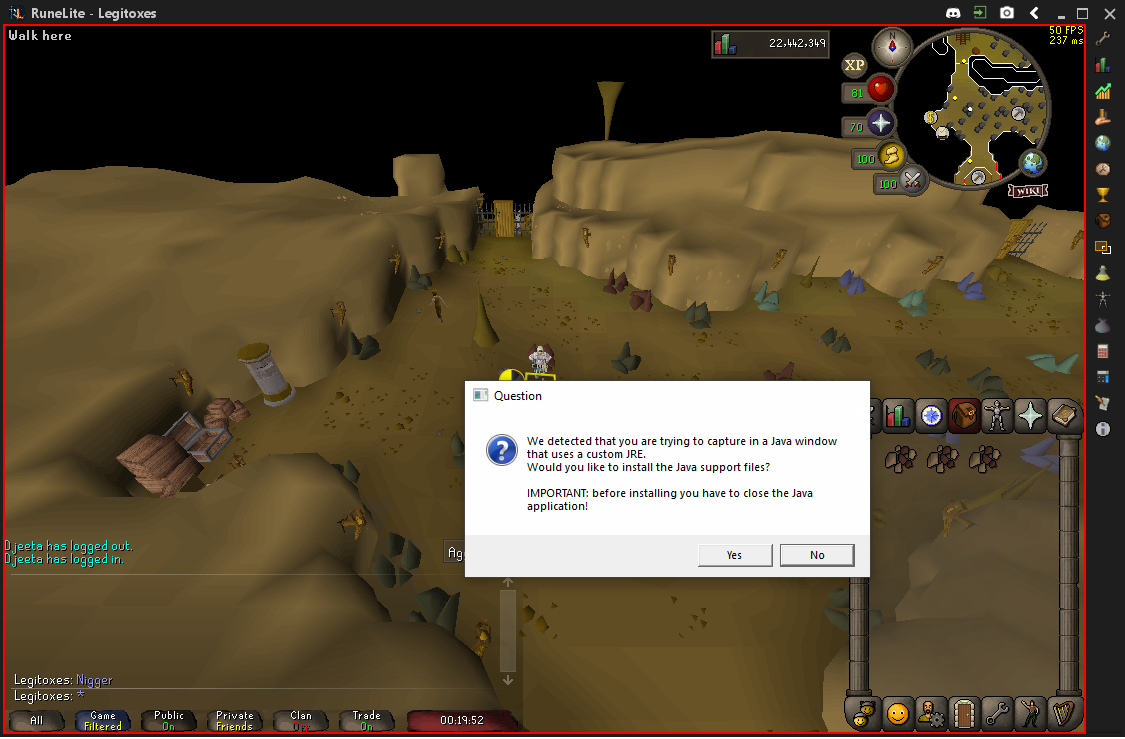 RuneLite - Legitoxes
Walk here
22,442,349
50 FPS
237 ms
N
XP
81
70
100
100
WIKI
Question
We detected that you are trying to capture in a Java window
that uses a custom JRE.
Would you like to install the Java support files?
IMPORTANT: before installing you have to close the Java
application!
Yes
No
Djeeta has logged out.
Djeeta has logged in.
Ag
Legitoxes: Nigger
Legitoxes: *
All
Game
Filtered
Public
On
Private
Friends
Clan
Off
Trade
On
00:19:52